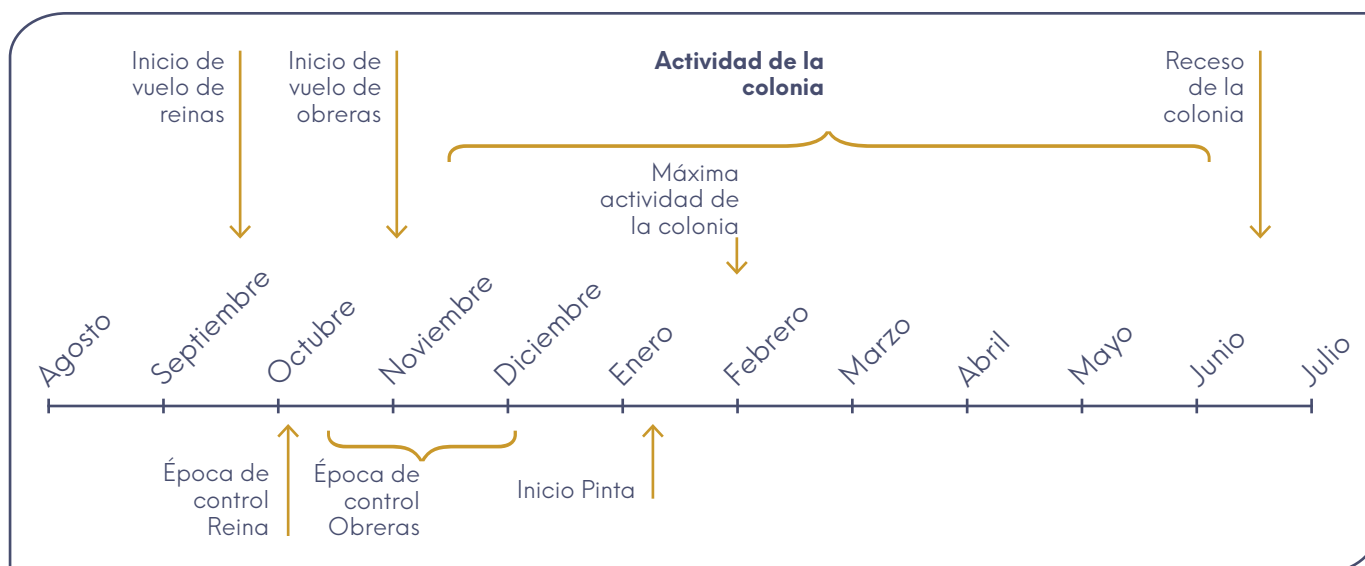 Inicio de
vuelo de
reinas
Inicio de
vuelo de
obreras
Actividad de la
colonia
Receso
de la
colonia
Máxima
actividad de
la colonia
Agosto
Septiembre
Octubre
Noviembre
Diciembre
Enero
Febrero
Marzo
Abril
Mayo
Junio
Julio
Época de
control
Reina
Época de
control
Obreras
Inicio Pinta